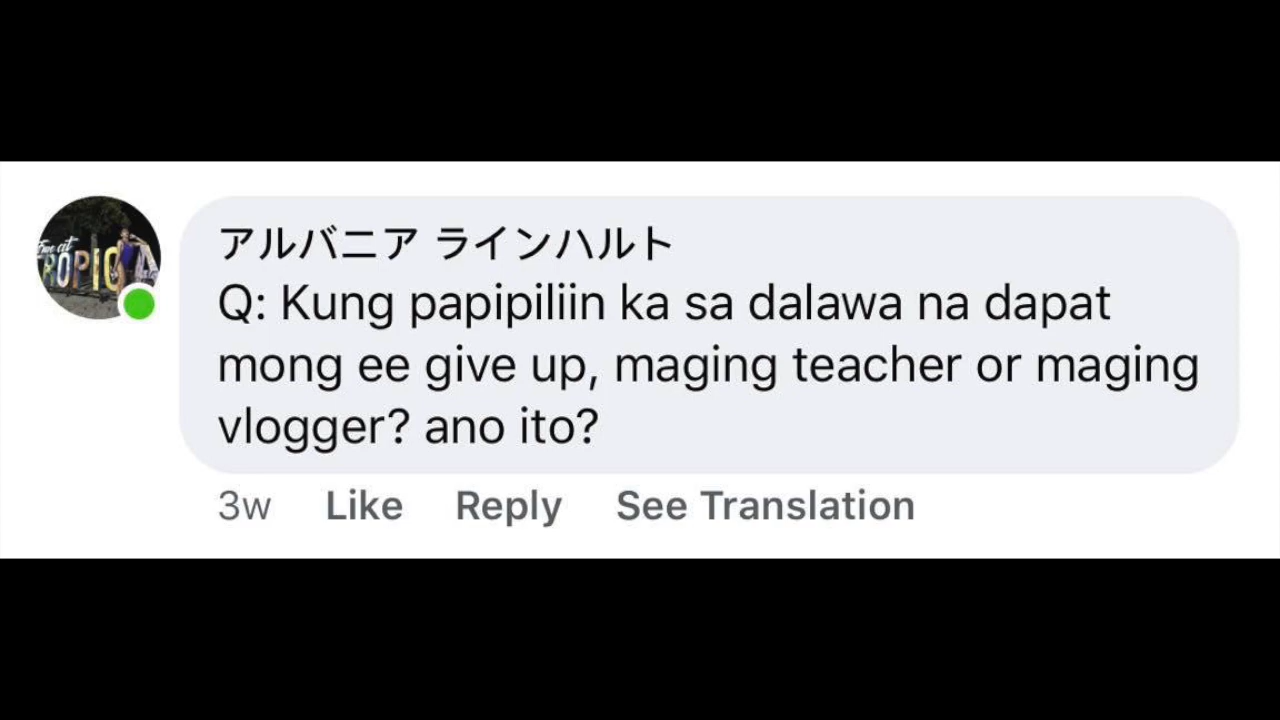 アルバニア ラインハルト
Q: Kung papipiliin ka sa dalawa na dapat
mong ee give up, maging teacher or maging
vlogger? ano ito?
3w Like Reply See Translation